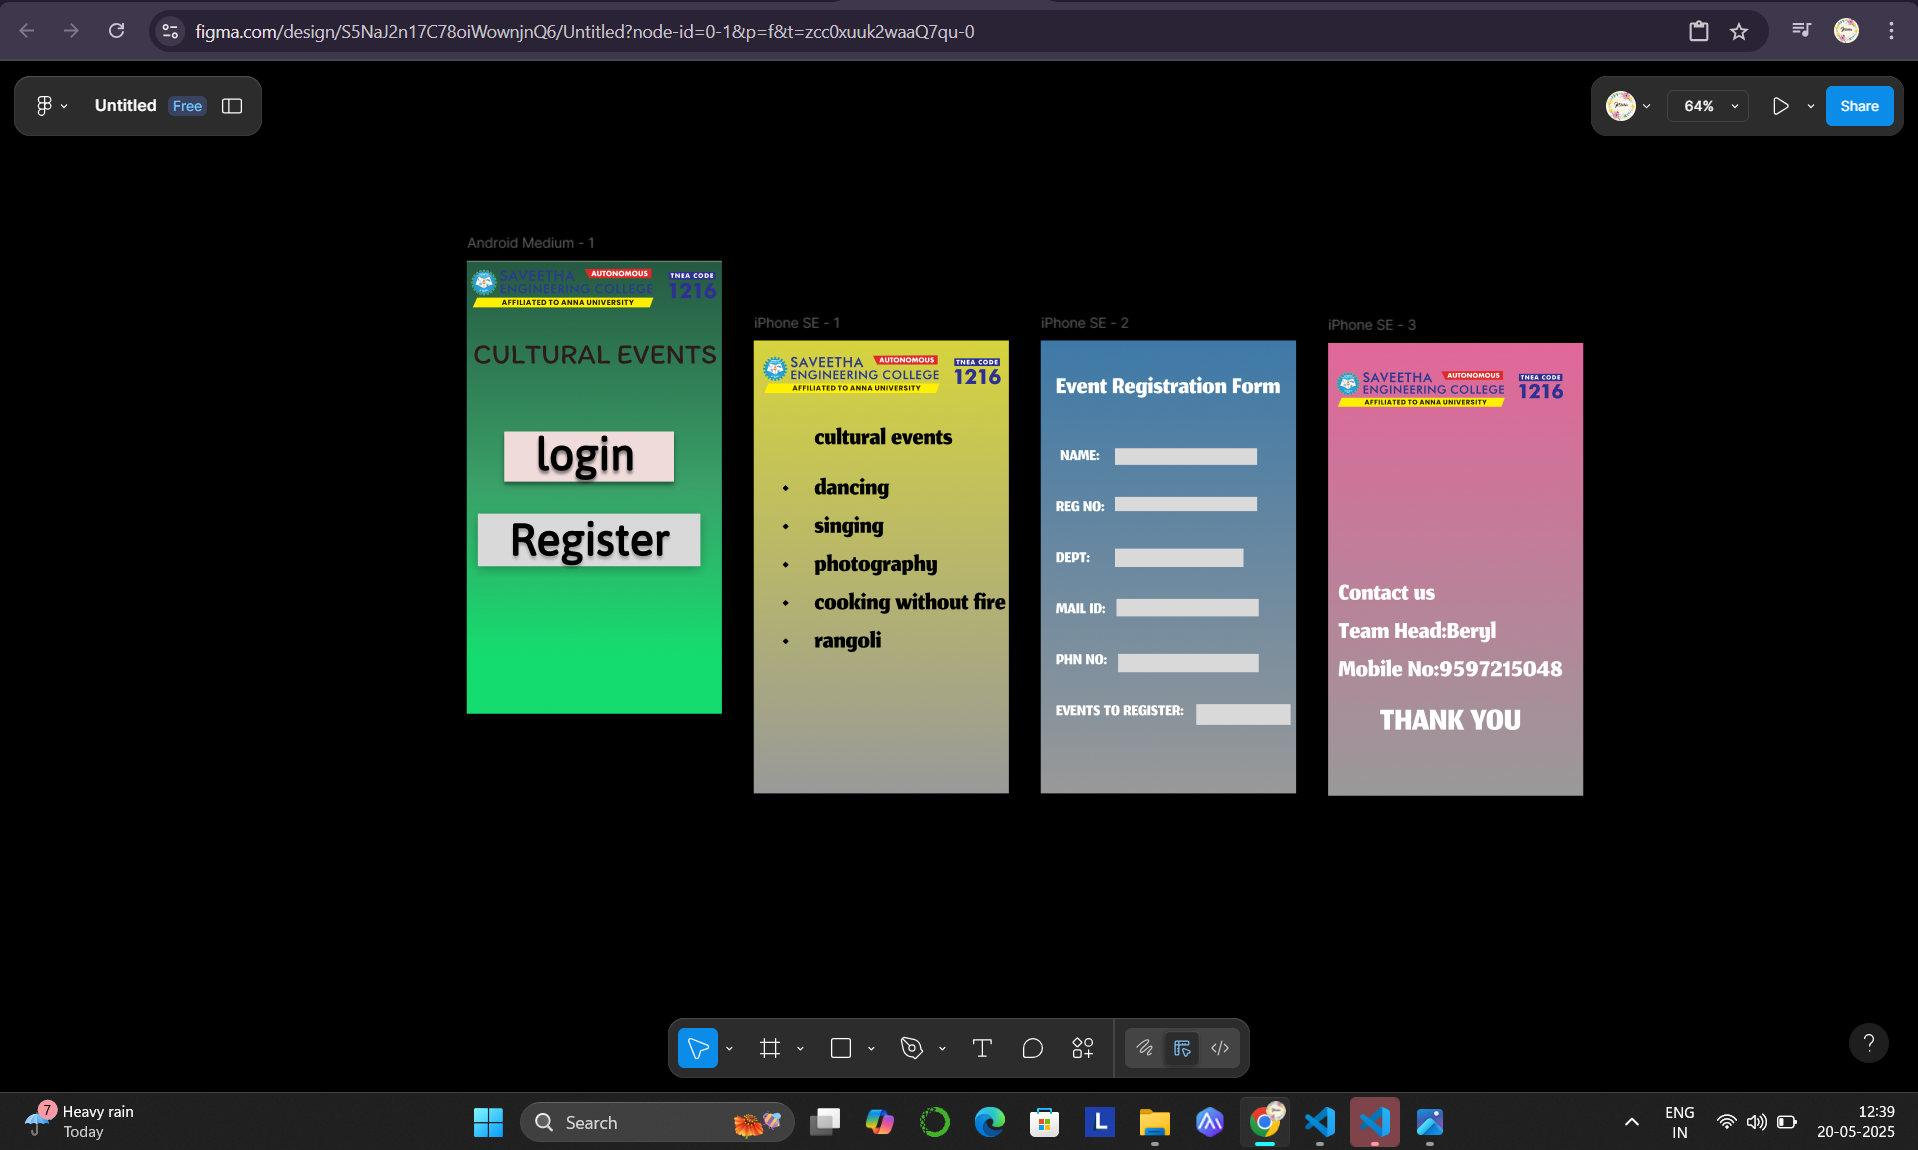 figma.com/design/S5NaJ2n17C78oiWownjnQ6/Untitled?node-id=0-1&p=f&t=zcc0xuuk2waaQ7qu-0
Untitled Free
64%
Share
Android Medium - 1
SAVEETHA AUTONOMOUS
ENGINEERING COLLEGE
AFFILIATED TO ANNA UNIVERSITY
TNEA CODE
1216
CULTURAL EVENTS
login
Register
iPhone SE - 1
SAVEETHA AUTONOMOUS
ENGINEERING COLLEGE
AFFILIATED TO ANNA UNIVERSITY
TNEA CODE
1216
cultural events
• dancing
• singing
• photography
• cooking without fire
• rangoli
iPhone SE - 2
Event Registration Form
NAME:
REG NO:
DEPT:
MAIL ID:
PHN NO:
EVENTS TO REGISTER:
iPhone SE - 3
SAVEETHA AUTONOMOUS
ENGINEERING COLLEGE
AFFILIATED TO ANNA UNIVERSITY
TNEA CODE
1216
Contact us
Team Head:Beryl
Mobile No:9597215048
THANK YOU
?
7
Heavy rain
Today
Search
L
ENG
IN
12:39
20-05-2025